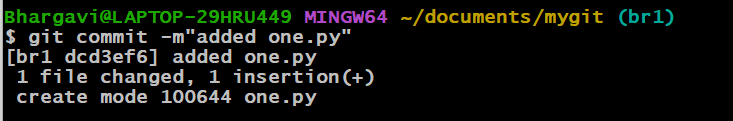 Bhargavi@LAPTOP-29HRU449 MINGW64 ~/documents/mygit (br1)
$ git commit -m"added one.py"
[br1 dcd3ef6] added one.py
 1 file changed, 1 insertion(+)
 create mode 100644 one.py